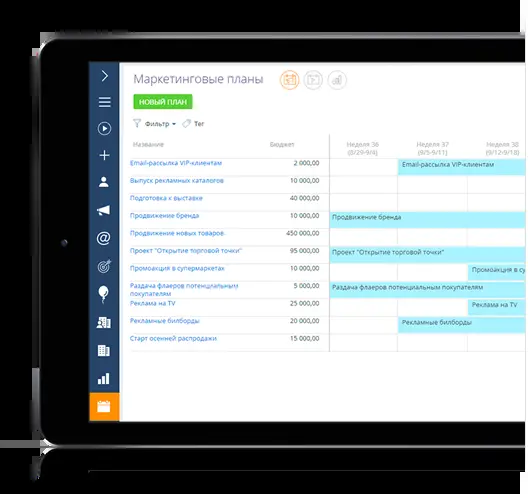 Маркетинговые планы
НОВЫЙ ПЛАН
Фильтр
Тег
Название Бюджет Неделя 36 Неделя 37 Неделя 38
(8/29-9/4) (9/5-9/11) (9/12-9/18)
Email-рассылка VIP-клиентам 2 000,00 Email-рассылка VIP-клиентам
Выпуск рекламных каталогов 10 000,00
Подготовка к выставке 40 000,00
Продвижение бренда 10 000,00 Продвижение бренда
Продвижение новых товаров 450 000,00
Проект "Открытие торговой точки" 95 000,00 Проект "Открытие торговой точки"
Промоакция в супермаркетах 10 000,00 Промоакция в су
Раздача флаеров потенциальным 5 000,00 Раздача флаеров потенциальным покупателям
покупателям
Реклама на TV 25 000,00 Реклама на TV
Рекламные билборды 20 000,00 Рекламные билборды
Старт осенней распродажи 15 000,00